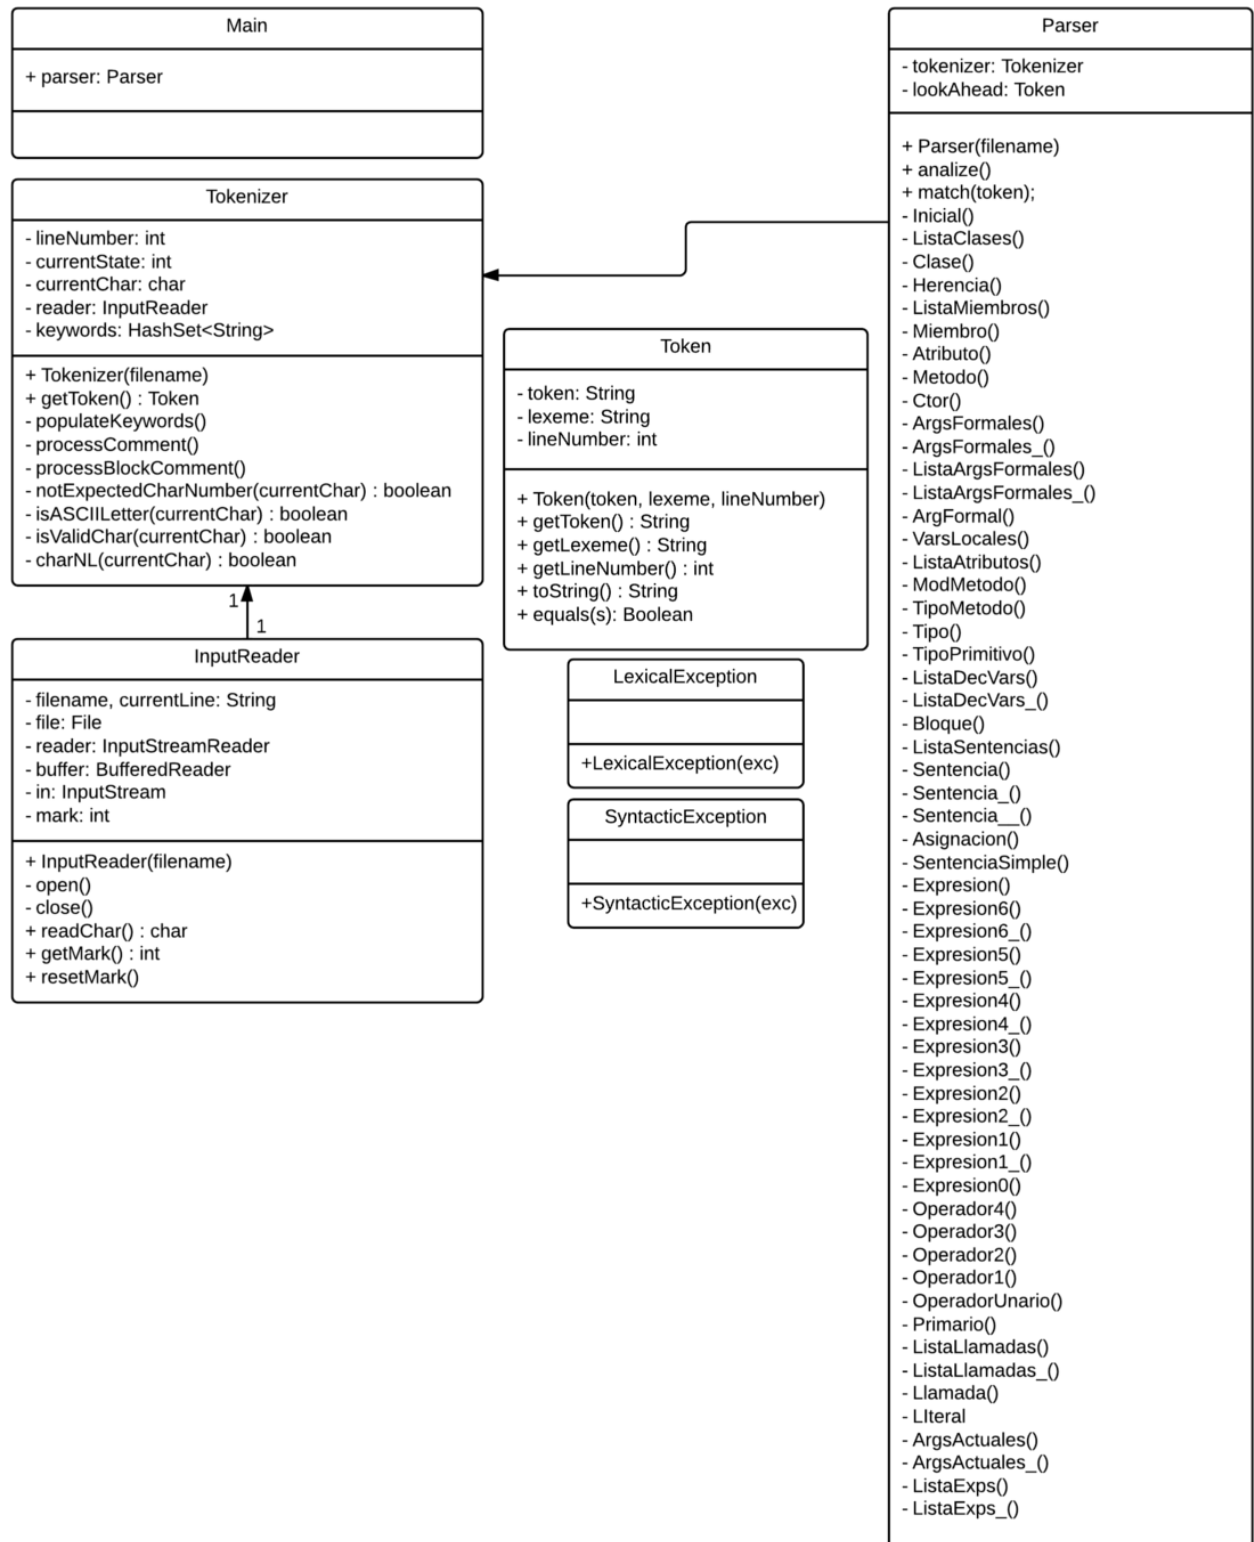 Main
+ parser: Parser
Tokenizer
- lineNumber: int
- currentState: int
- currentChar: char
- reader: InputReader
- keywords: HashSet<String>
+ Tokenizer(filename)
+ getToken() : Token
- populateKeywords()
- processComment()
- processBlockComment()
- notExpectedCharNumber(currentChar) : boolean
- isASCIILetter(currentChar) : boolean
- isValidChar(currentChar) : boolean
- charNL(currentChar) : boolean
1
1
InputReader
- filename, currentLine: String
- file: File
- reader: InputStreamReader
- buffer: BufferedReader
- in: InputStream
- mark: int
+ InputReader(filename)
- open()
- close()
+ readChar() : char
+ getMark() : int
+ resetMark()
Token
- token: String
- lexeme: String
- lineNumber: int
+ Token(token, lexeme, lineNumber)
+ getToken() : String
+ getLexeme() : String
+ getLineNumber() : int
+ toString() : String
+ equals(s): Boolean
LexicalException
+LexicalException(exc)
SyntacticException
+SyntacticException(exc)
Parser
- tokenizer: Tokenizer
- lookAhead: Token
+ Parser(filename)
+ analize()
+ match(token);
- Inicial()
- ListaClases()
- Clase()
- Herencia()
- ListaMiembros()
- Miembro()
- Atributo()
- Metodo()
- Ctor()
- ArgsFormales()
- ArgsFormales_()
- ListaArgsFormales()
- ListaArgsFormales_()
- ArgFormal()
- VarsLocales()
- ListaAtributos()
- ModMetodo()
- TipoMetodo()
- Tipo()
- TipoPrimitivo()
- ListaDecVars()
- ListaDecVars_()
- Bloque()
- ListaSentencias()
- Sentencia()
- Sentencia_()
- Sentencia__()
- Asignacion()
- SentenciaSimple()
- Expresion()
- Expresion6()
- Expresion6_()
- Expresion5()
- Expresion5_()
- Expresion4()
- Expresion4_()
- Expresion3()
- Expresion3_()
- Expresion2()
- Expresion2_()
- Expresion1()
- Expresion1_()
- Expresion0()
- Operador4()
- Operador3()
- Operador2()
- Operador1()
- OperadorUnario()
- Primario()
- ListaLlamadas()
- ListaLlamadas_()
- Llamada()
- LIteral
- ArgsActuales()
- ArgsActuales_()
- ListaExps()
- ListaExps_()